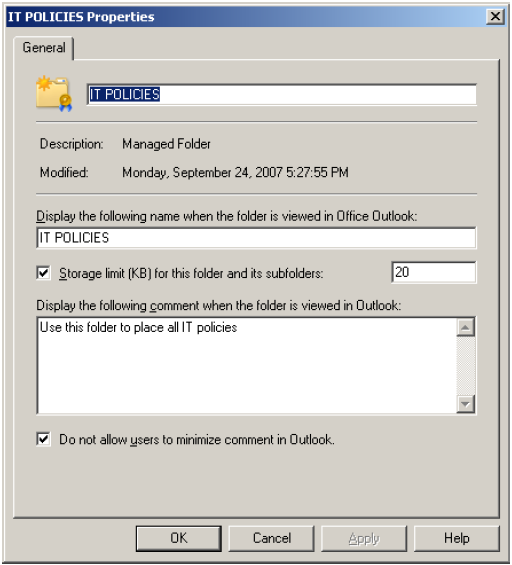 IT POLICIES Properties
General
IT POLICIES
Description: Managed Folder
Modified: Monday, September 24, 2007 5:27:55 PM
Display the following name when the folder is viewed in Office Outlook:
IT POLICIES
Storage limit (KB) for this folder and its subfolders: 20
Display the following comment when the folder is viewed in Outlook:
Use this folder to place all IT policies
Do not allow users to minimize comment in Outlook.
OK Cancel Apply Help